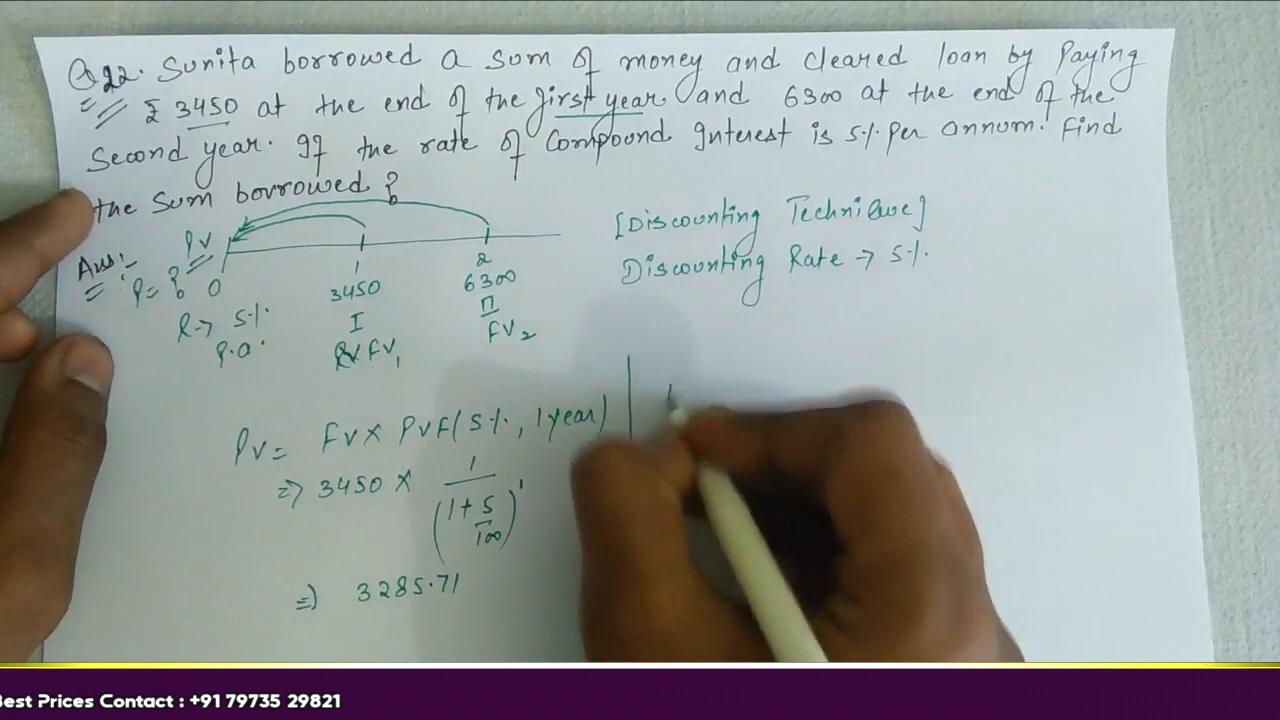 Q22. Sunita borrowed a sum of money and cleared loan by paying
₹ 3450 at the end of the first year and 6300 at the end of the
second year. If the rate of Compound Interest is 5% per annum. Find
the sum borrowed?
Ans:-
PV
P = ?
0
1
2
3450
6300
R → 5%
P.a.
I
II
FV1
FV2
[Discounting Technique]
Discounting Rate → 5%.
PV = FV × PVF(5%, 1 year)
⇒ 3450 × 1/(1+5/100)^1
⇒ 3285.71
Best Prices Contact : +91 79735 29821